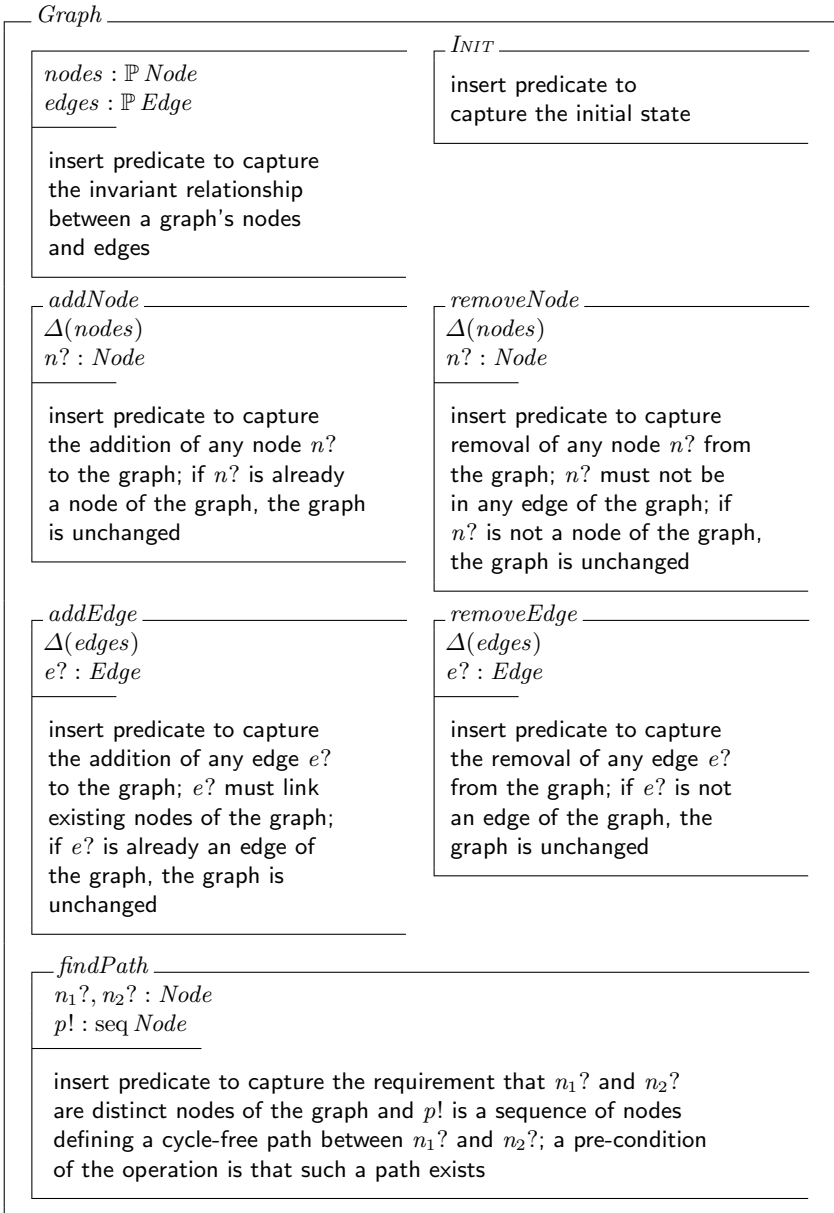 Graph
nodes : ℙ Node
edges : ℙ Edge
insert predicate to capture
the invariant relationship
between a graph's nodes
and edges
INIT
insert predicate to
capture the initial state
addNode
Δ(nodes)
n? : Node
insert predicate to capture
the addition of any node n?
to the graph; if n? is already
a node of the graph, the graph
is unchanged
removeNode
Δ(nodes)
n? : Node
insert predicate to capture
removal of any node n? from
the graph; n? must not be
in any edge of the graph; if
n? is not a node of the graph,
the graph is unchanged
addEdge
Δ(edges)
e? : Edge
insert predicate to capture
the addition of any edge e?
to the graph; e? must link
existing nodes of the graph;
if e? is already an edge of
the graph, the graph is
unchanged
removeEdge
Δ(edges)
e? : Edge
insert predicate to capture
the removal of any edge e?
from the graph; if e? is not
an edge of the graph, the
graph is unchanged
findPath
n₁?, n₂? : Node
p! : seq Node
insert predicate to capture the requirement that n₁? and n₂?
are distinct nodes of the graph and p! is a sequence of nodes
defining a cycle-free path between n₁? and n₂?; a pre-condition
of the operation is that such a path exists